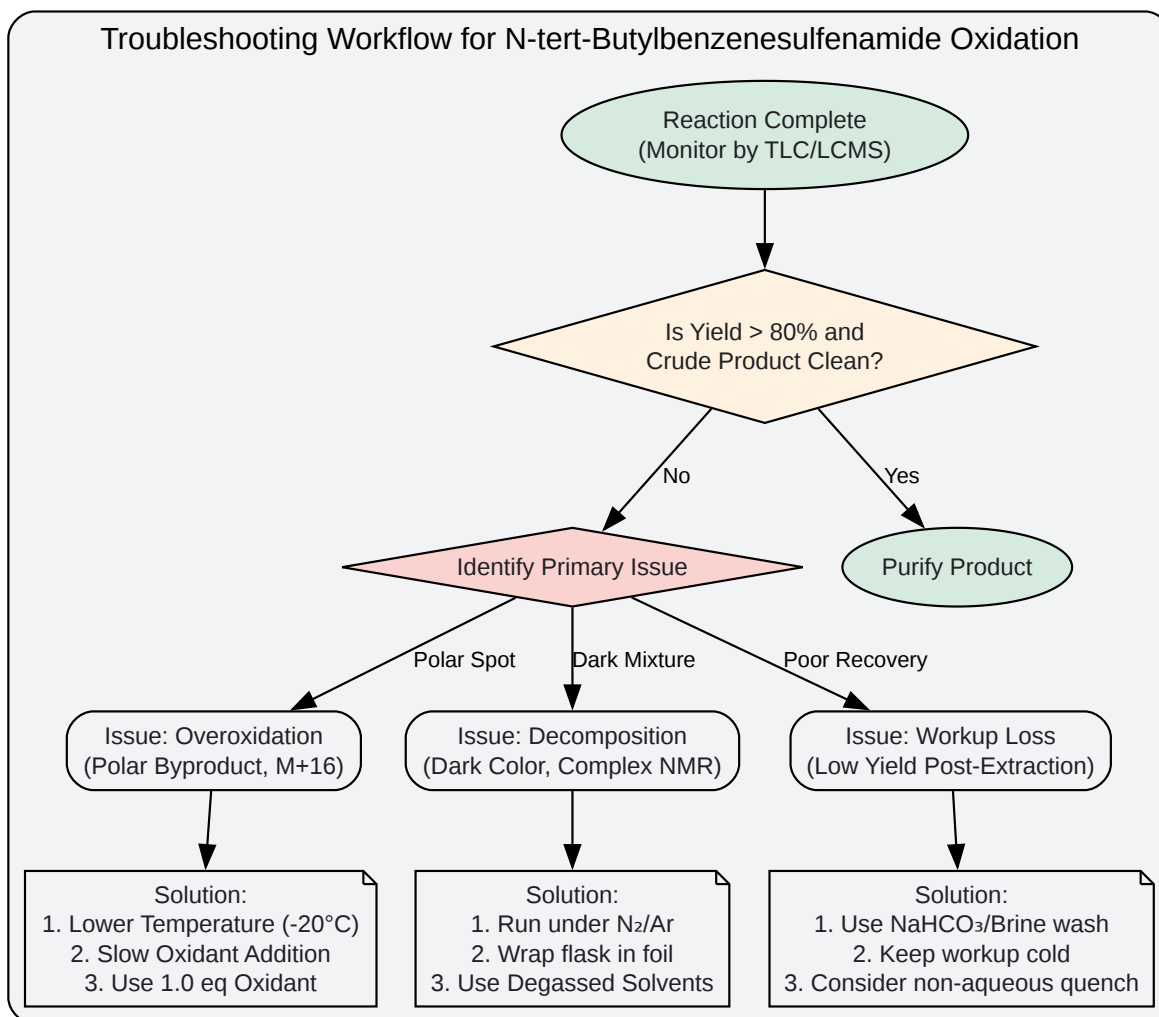 Troubleshooting Workflow for N-tert-Butylbenzenesulfenamide Oxidation
Reaction Complete
(Monitor by TLC/LCMS)
Is Yield > 80% and
Crude Product Clean?
No
Yes
Identify Primary Issue
Purify Product
Polar Spot
Dark Mixture
Poor Recovery
Issue: Overoxidation
(Polar Byproduct, M+16)
Issue: Decomposition
(Dark Color, Complex NMR)
Issue: Workup Loss
(Low Yield Post-Extraction)
Solution:
1. Lower Temperature (-20°C)
2. Slow Oxidant Addition
3. Use 1.0 eq Oxidant
Solution:
1. Run under N₂/Ar
2. Wrap flask in foil
3. Use Degassed Solvents
Solution:
1. Use NaHCO₃/Brine wash
2. Keep workup cold
3. Consider non-aqueous quench